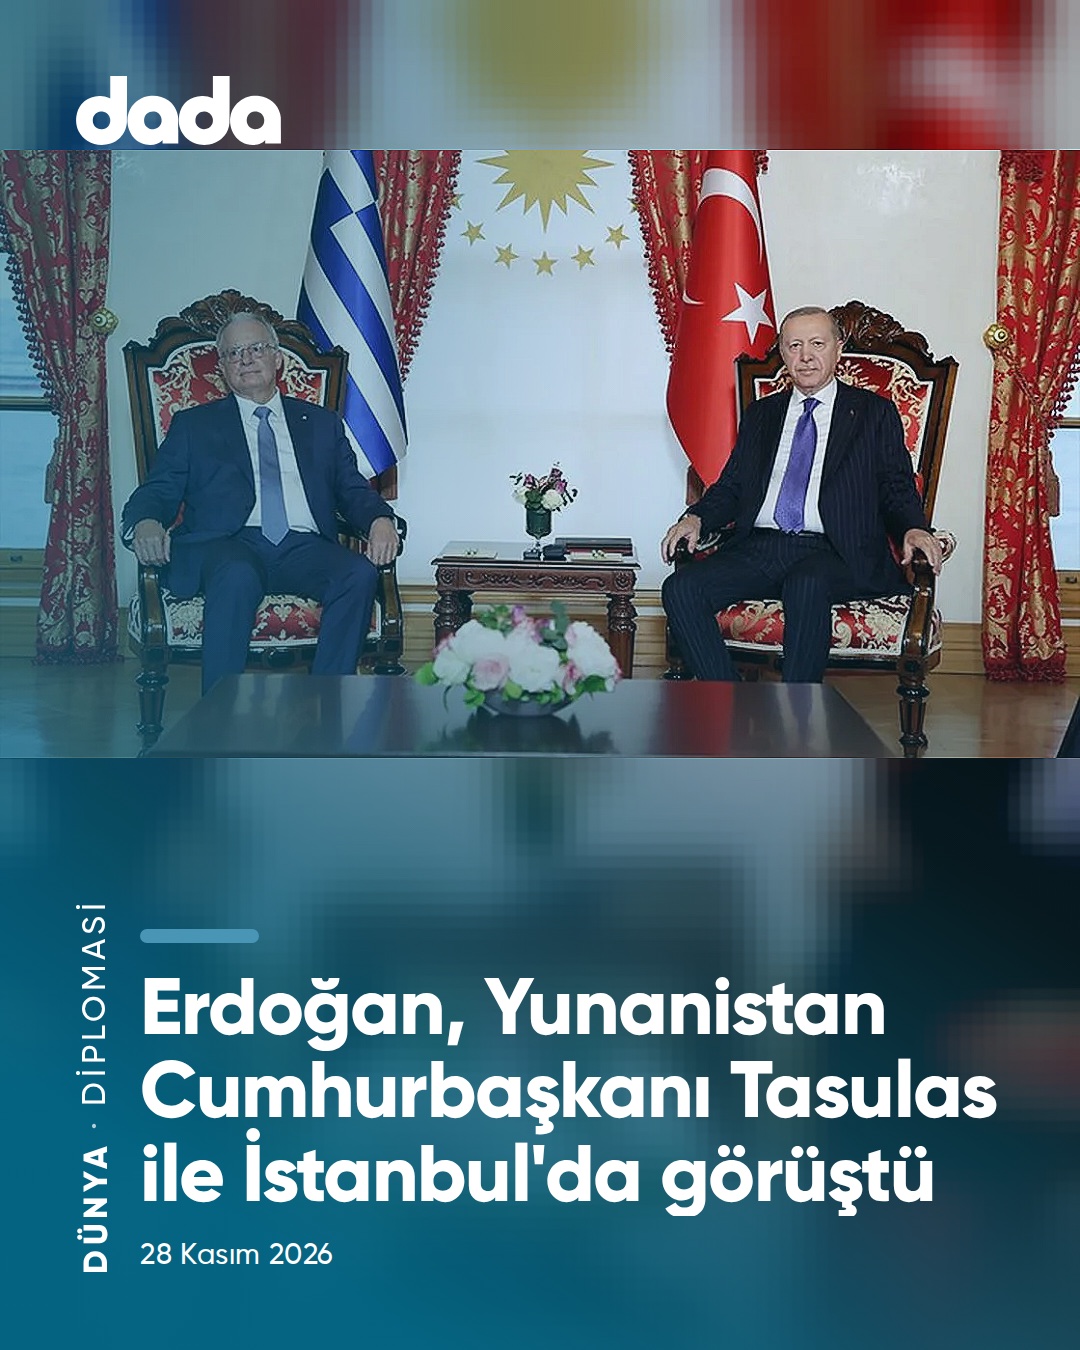 dada
DÜNYA · DİPLOMASİ
Erdoğan, Yunanistan
Cumhurbaşkanı Tasulas
ile İstanbul'da görüştü
28 Kasım 2026